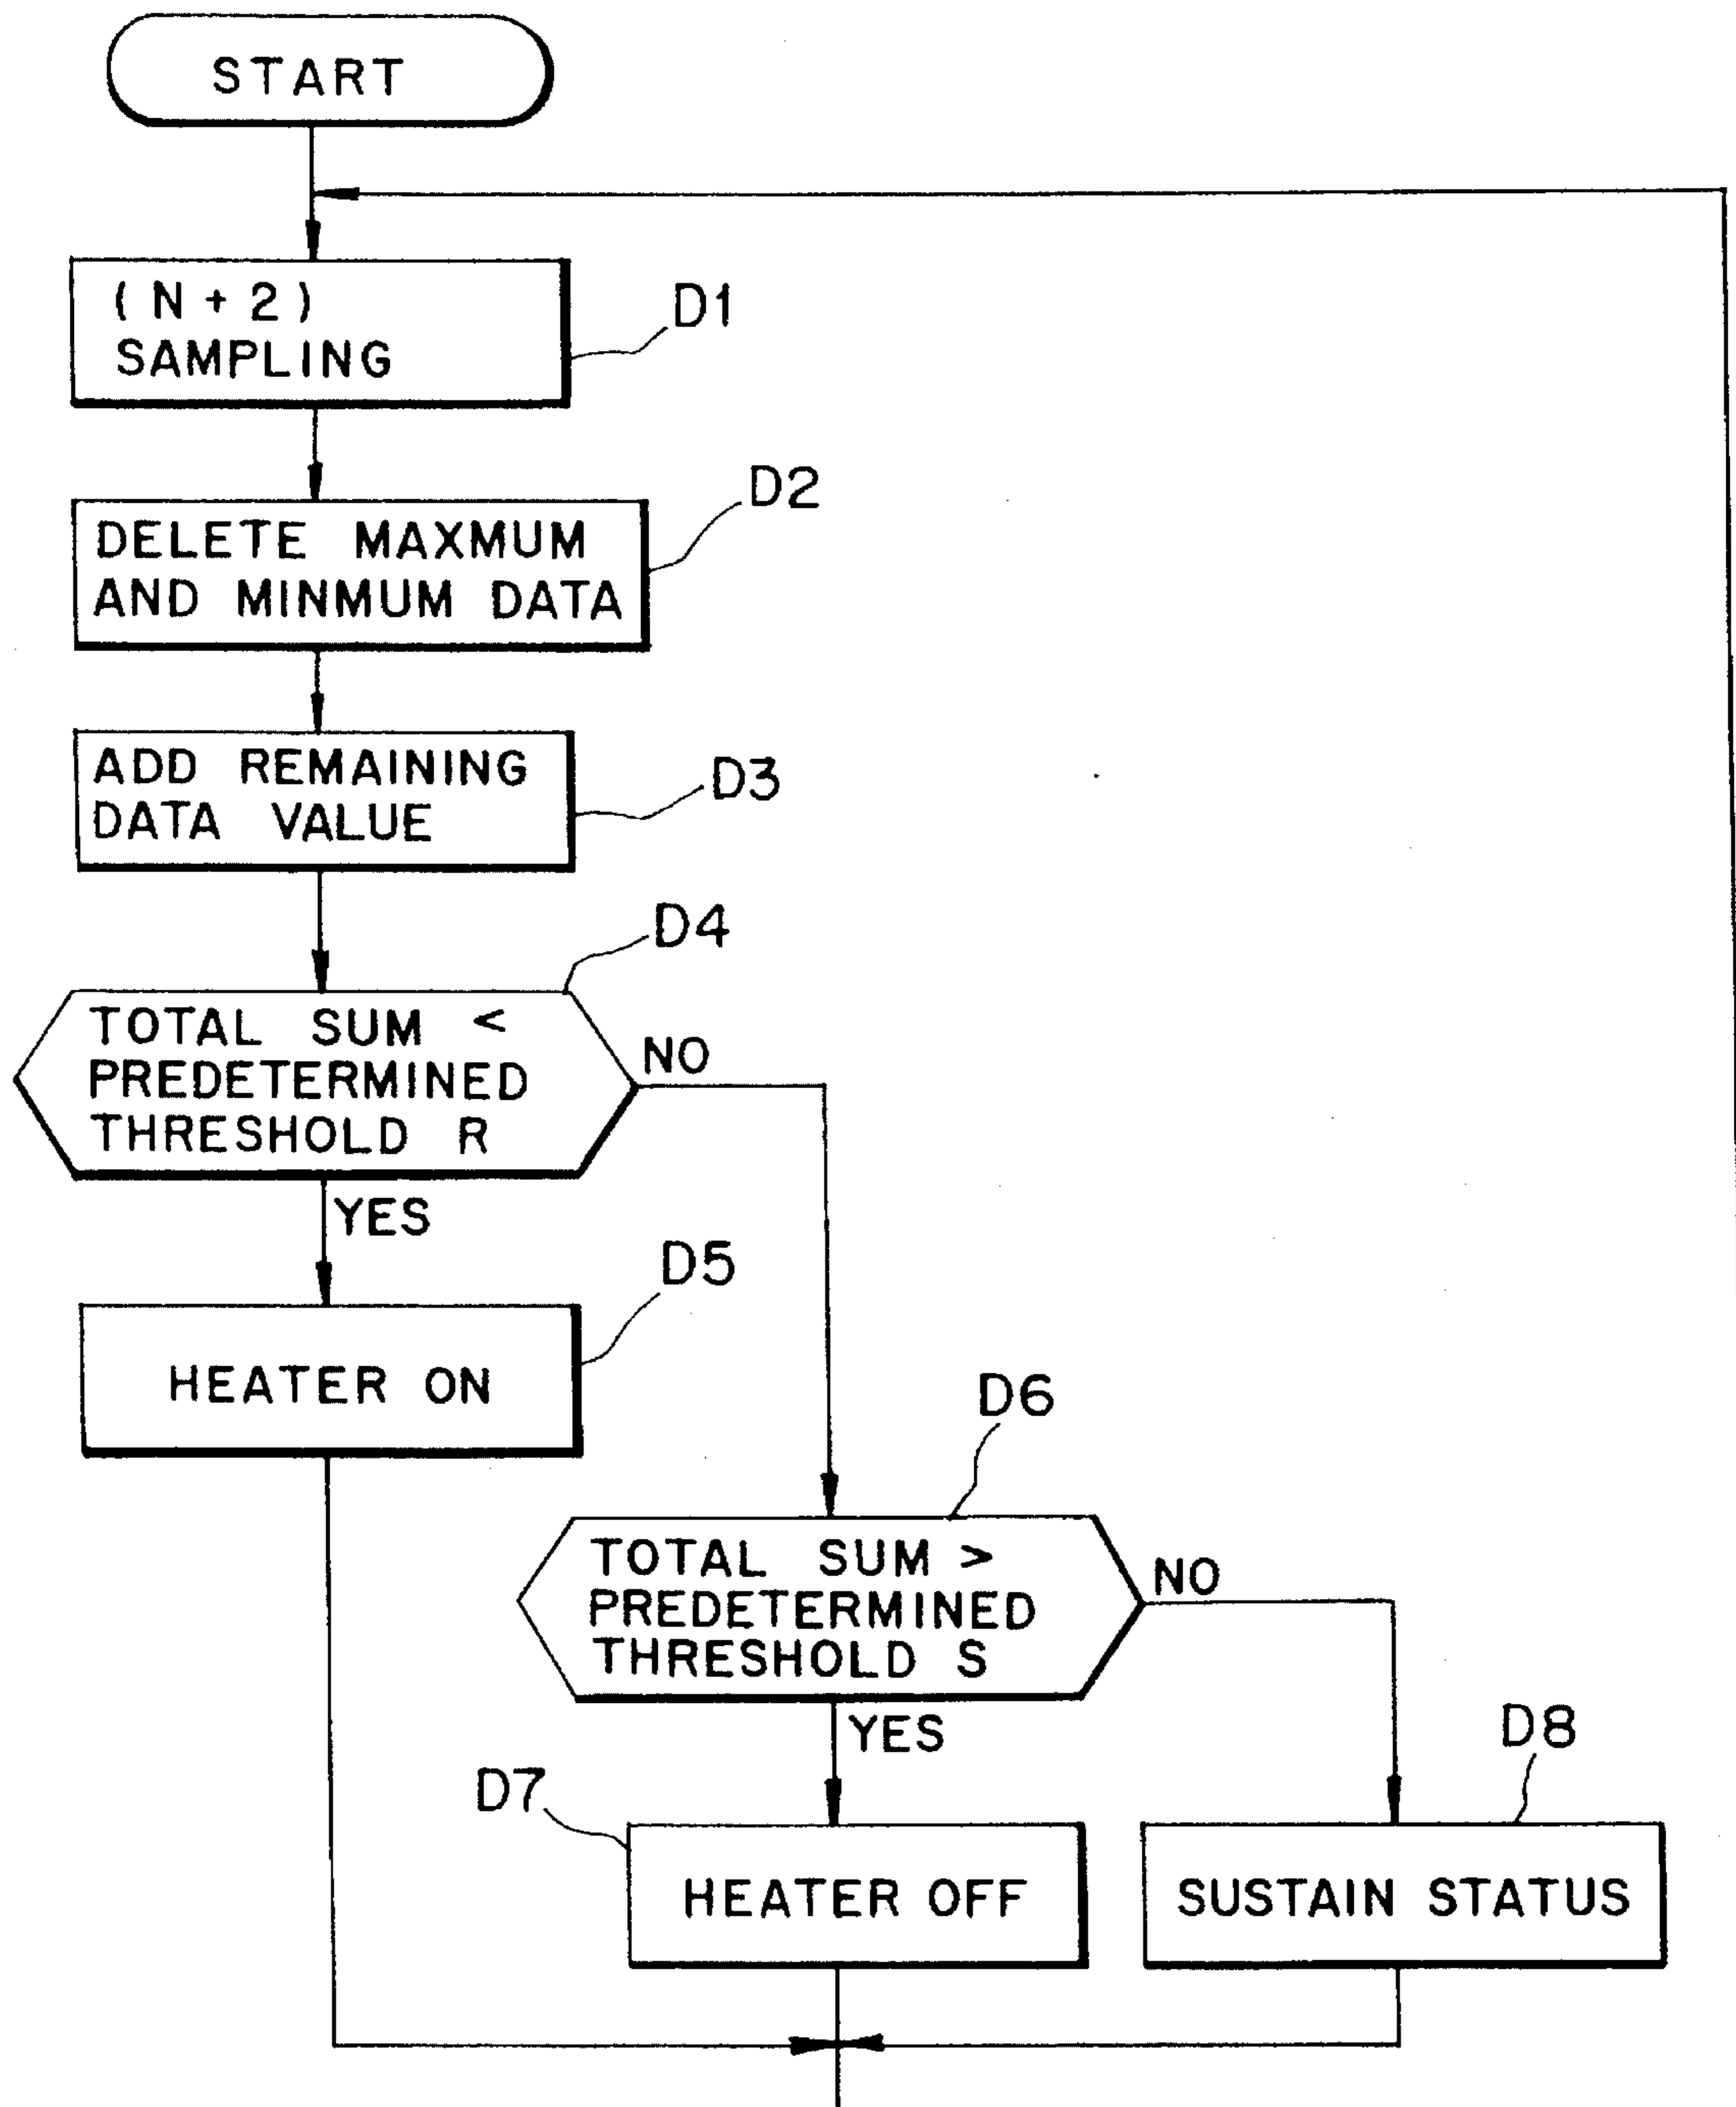 START
(N+2)
SAMPLING
D1
DELETE MAXMUM
AND MINMUM DATA
D2
ADD REMAINING
DATA VALUE
D3
TOTAL SUM <
PREDETERMINED
THRESHOLD R
D4
NO
YES
HEATER ON
D5
TOTAL SUM >
PREDETERMINED
THRESHOLD S
D6
NO
YES
HEATER OFF
D7
SUSTAIN STATUS
D8